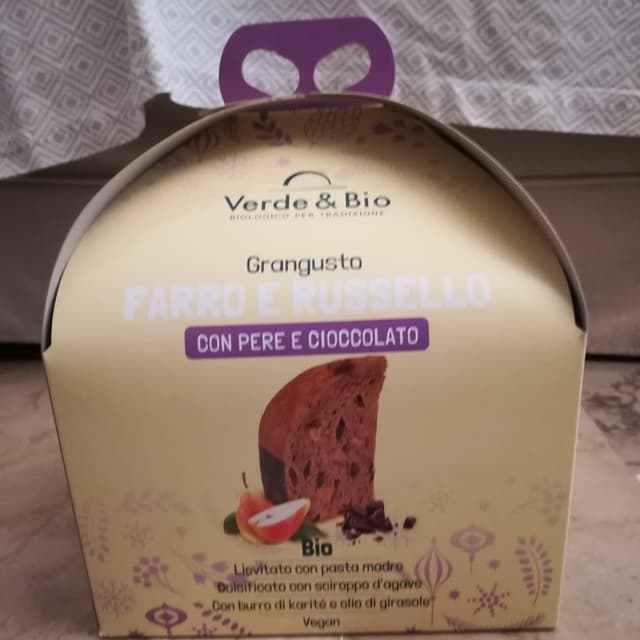 Verde & Bio
BIOLOGICO PER TRADIZIONE
Grangusto
FARRO E RUSSELLO
CON PERE E CIOCCOLATO
Bio
Lievitato con pasta madre
Dolcificato con sciroppo d'agave
Con burro di karité e olio di girasole
Vegan